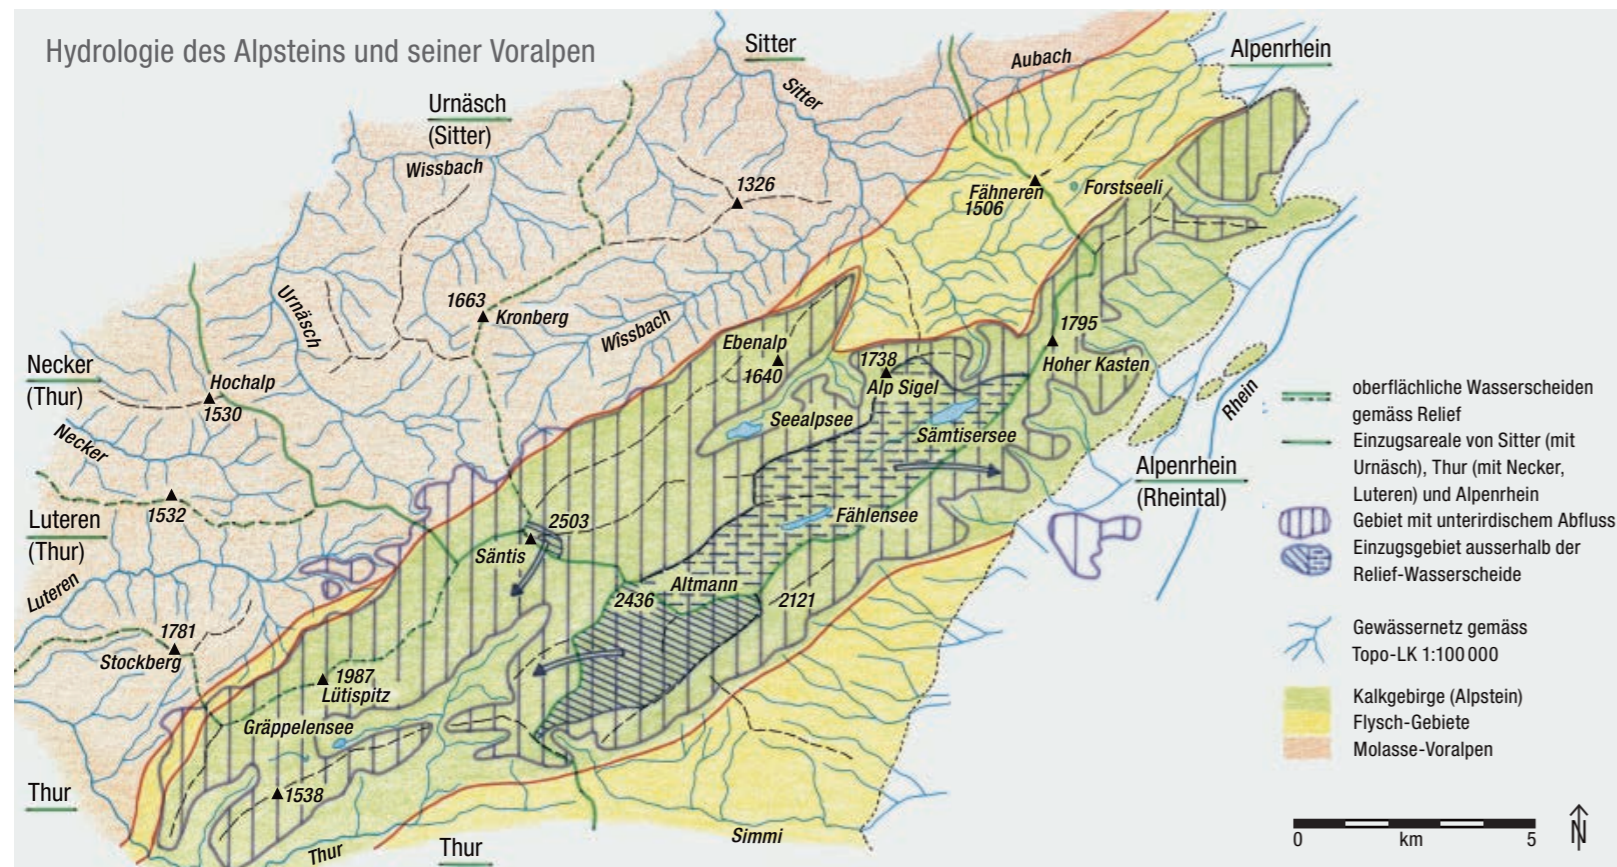 Hydrologie des Alpsteins und seiner Voralpen
Sitter
Alpenrhein
Aubach
Sitter
Urnäsch
(Sitter)
Wissbach
1326
Fähneren
1506
Forstseeli
Urnäsch
1663
Kronberg
Wissbach
Ebenalp
1640
1738
Alp Sigel
1795
Hoher Kasten
Necker
(Thur)
Hochalp
1530
Necker
Seealpsee
Sämtisersee
Rhein
Alpenrhein
(Rheintal)
1532
Luteren
(Thur)
Luteren
2503
Säntis
Fählensee
Altmann
2436
2121
1781
Stockberg
1987
Lütispitz
Gräppelensee
1538
Thur
Thur
Thur
Simmi
oberflächliche Wasserscheiden
gemäss Relief
Einzugsareale von Sitter (mit
Urnäsch), Thur (mit Necker,
Luteren) und Alpenrhein
Gebiet mit unterirdischem Abfluss
Einzugsgebiet ausserhalb der
Relief-Wasserscheide
Gewässernetz gemäss
Topo-LK 1:100 000
Kalkgebirge (Alpstein)
Flysch-Gebiete
Molasse-Voralpen
0 km 5
N